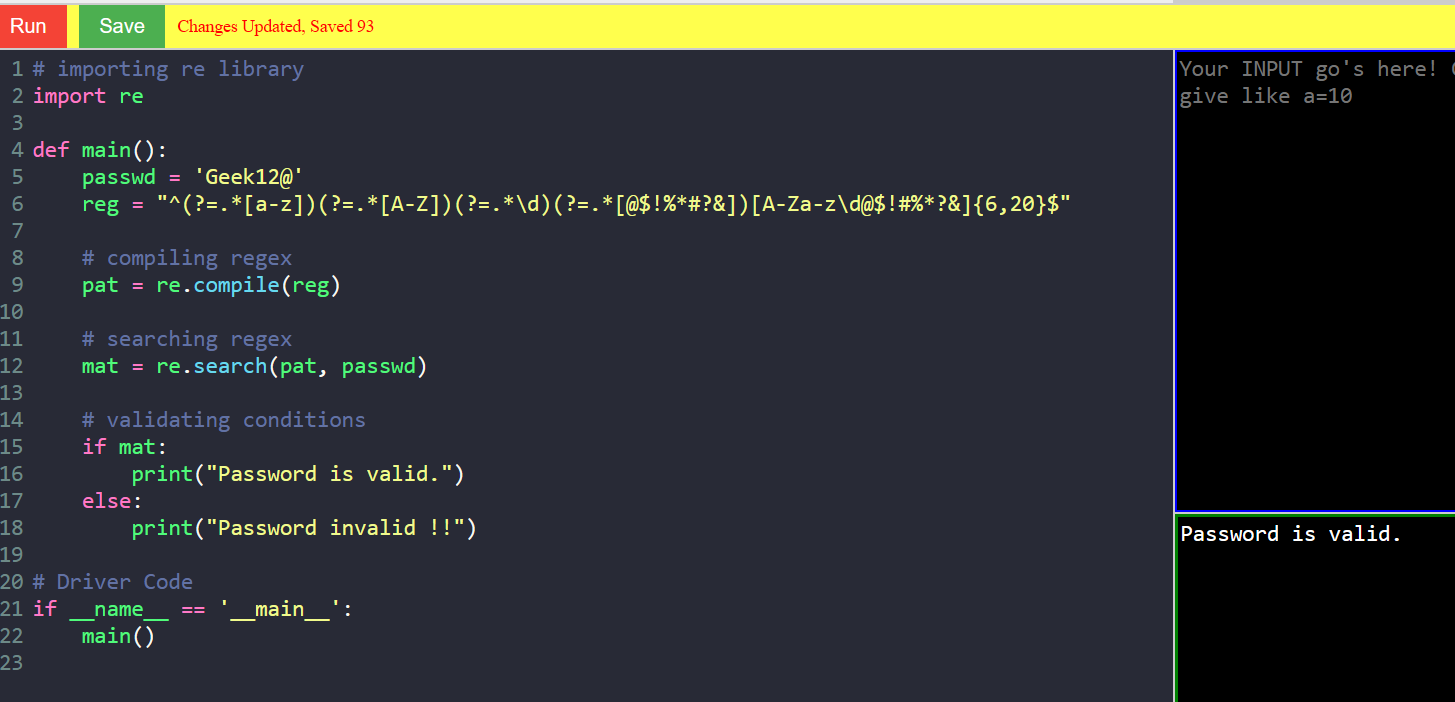 Run Save Changes Updated, Saved 93
1 # importing re library
2 import re
3
4 def main():
5     passwd = 'Geek12@'
6     reg = "^(?=.*[a-z])(?=.*[A-Z])(?=.*\d)(?=.*[@$!%*#?&])[A-Za-z\d@$!#%*?&]{6,20}$"
7
8     # compiling regex
9     pat = re.compile(reg)
10
11     # searching regex
12     mat = re.search(pat, passwd)
13
14     # validating conditions
15     if mat:
16         print("Password is valid.")
17     else:
18         print("Password invalid !!")
19
20 # Driver Code
21 if __name__ == '__main__':
22     main()
23
Your INPUT go's here!
give like a=10
Password is valid.